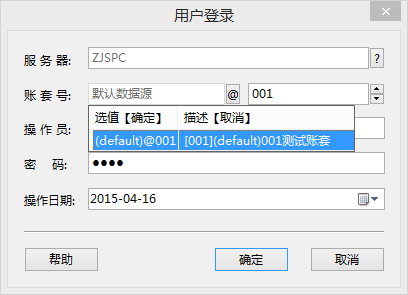 用户登录
服 务 器: ZJSPC ?
账 套 号: 默认数据源 @ 001
选值【确定】 描述【取消】
操 作 员:
(default)@001 [001](default)001测试账套
密 码: ●●●●
操作日期: 2015-04-16
帮助 确定 取消